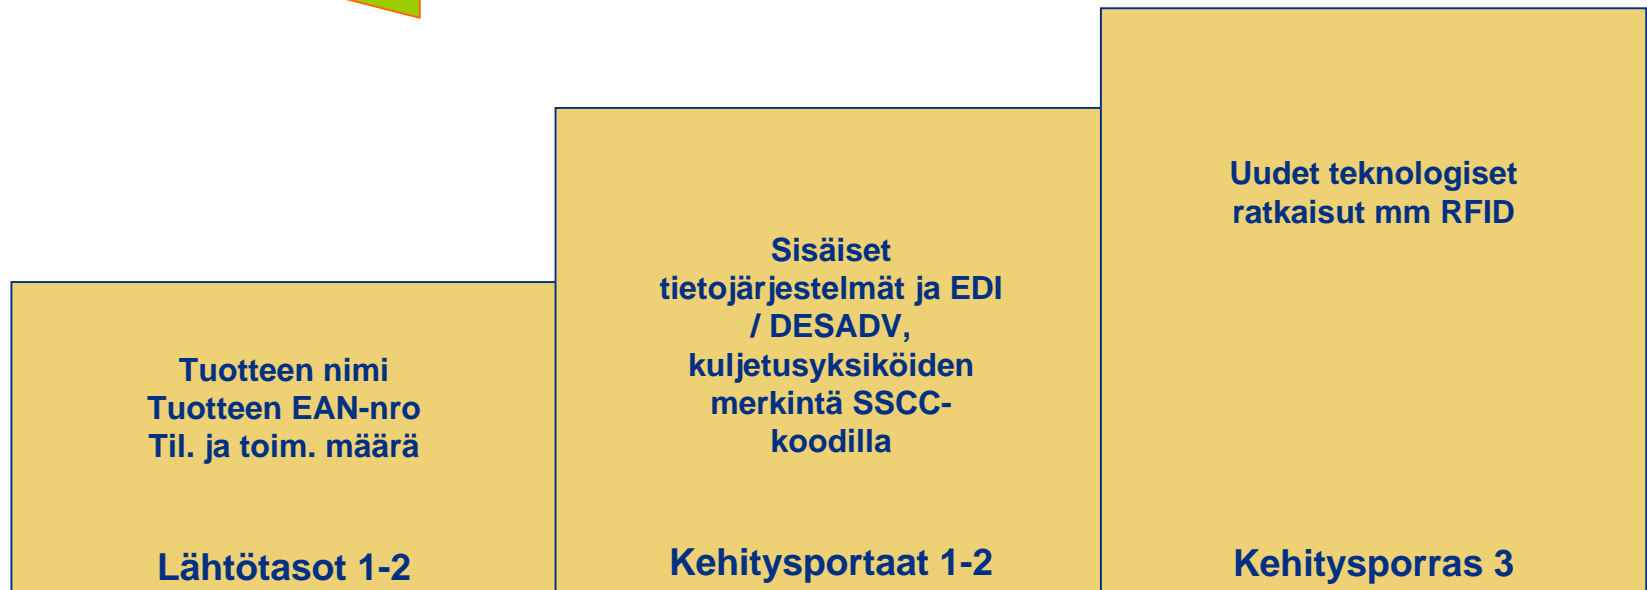 Tuotteen nimi
Tuotteen EAN-nro
Til. ja toim. määrä
Lähtötasot 1-2
Sisäiset
tietojärjestelmät ja EDI
/ DESADV,
kuljetusyksiköiden
merkintä SSCC-
koodilla
Kehitysportaat 1-2
Uudet teknologiset
ratkaisut mm RFID
Kehitysporras 3